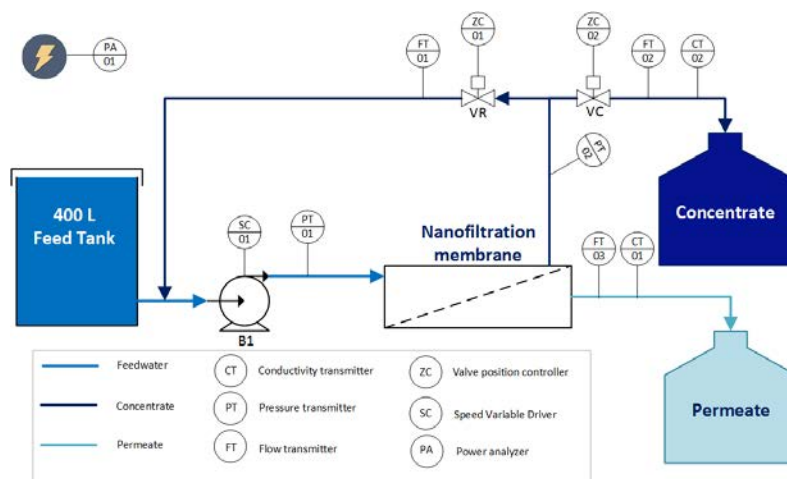 ZC
01
ZC
02
PA
01
FT
01
FT
02
CT
02
VR
VC
PT
02
400 L
Feed Tank
SC
01
PT
01
Nanofiltration
membrane
Concentrate
FT
03
CT
01
B1
Permeate
Feedwater
CT
Conductivity transmitter
ZC
Valve position controller
Concentrate
PT
Pressure transmitter
SC
Speed Variable Driver
Permeate
FT
Flow transmitter
PA
Power analyzer